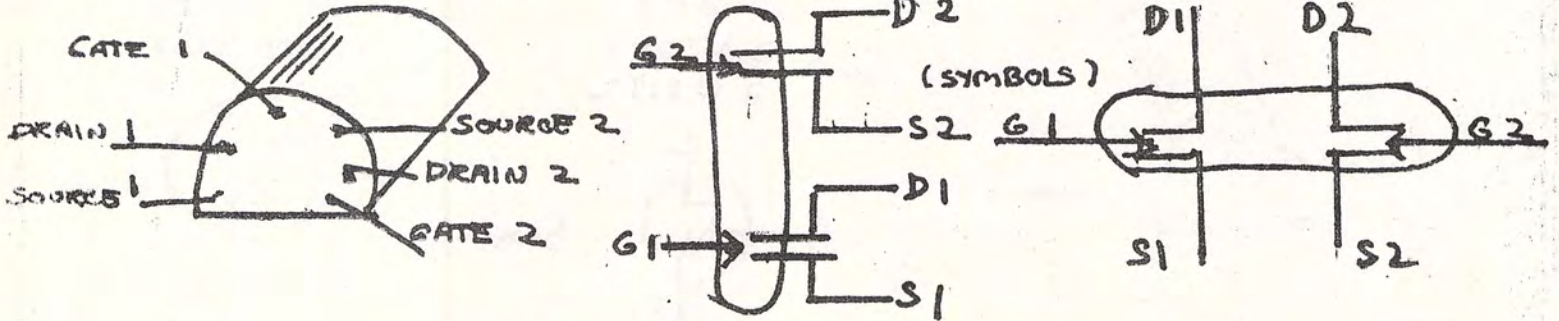 GATE 1
DRAIN 1
SOURCE 1
SOURCE 2
DRAIN 2
GATE 2
D2
G2
S2
D1
G1
S1
(SYMBOLS)
D1
D2
G1
G2
S1
S2